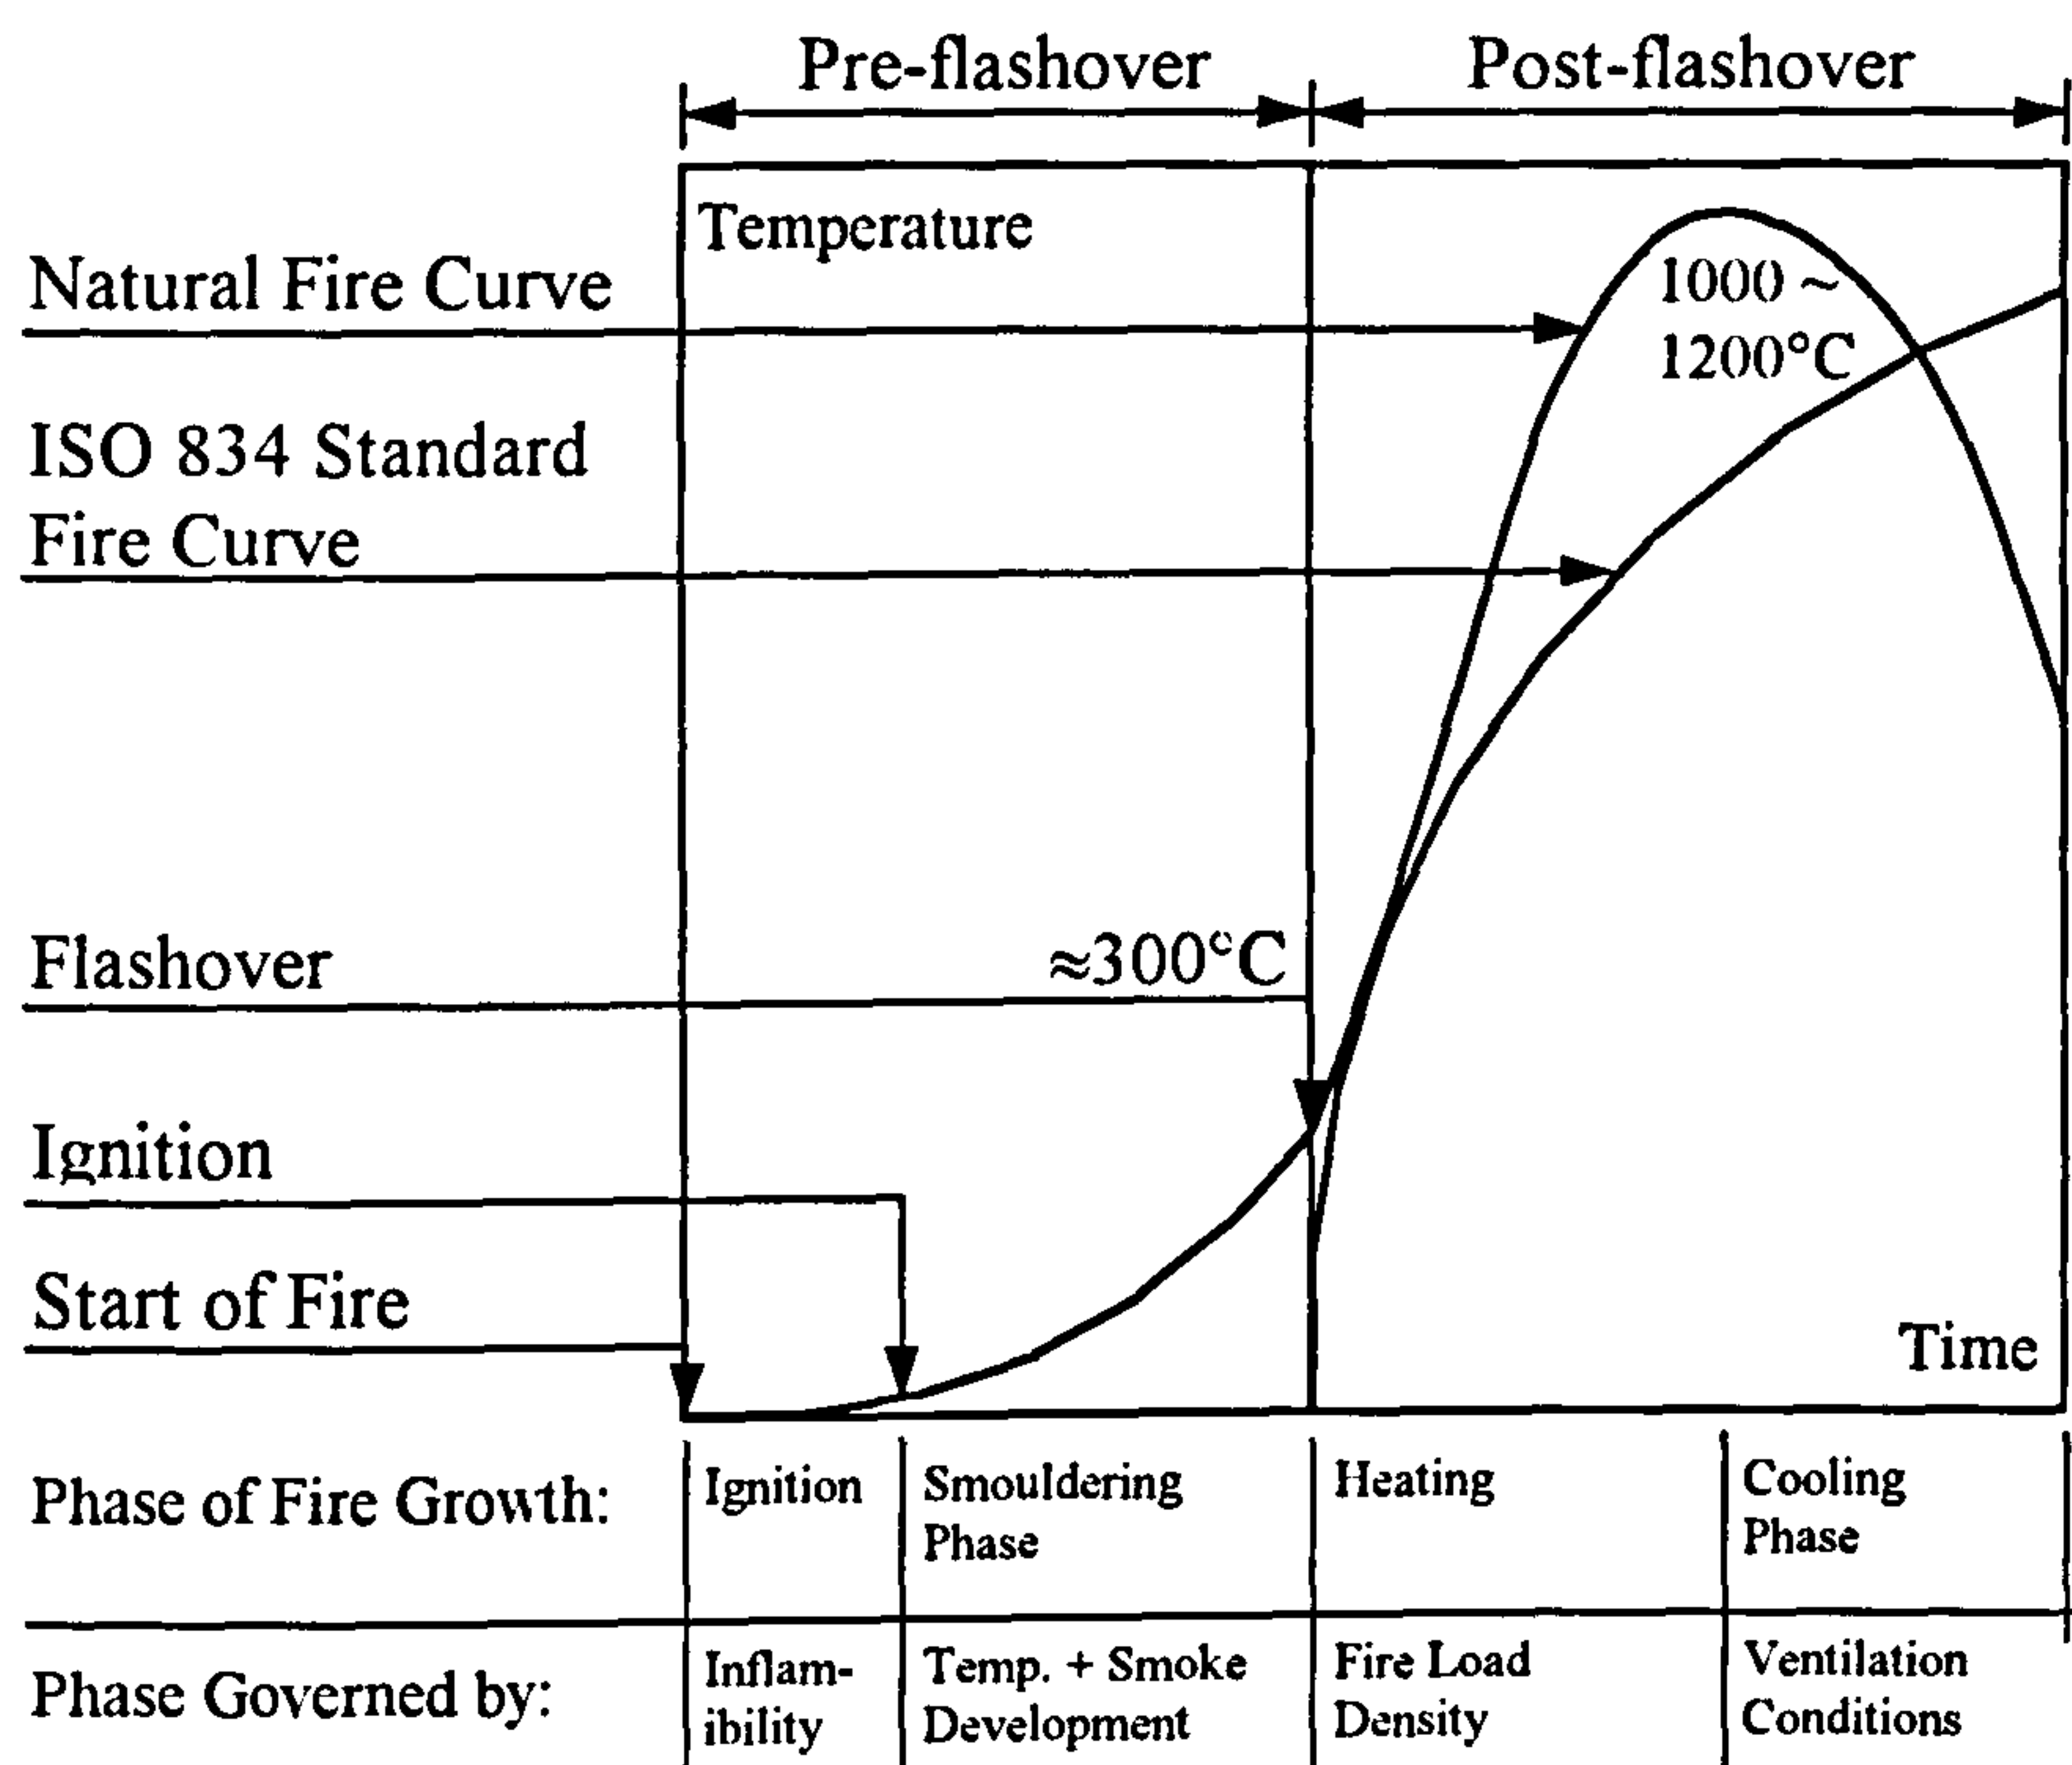 Pre-flashover
Post-flashover
Temperature
Natural Fire Curve
1000 ~
1200°C
ISO 834 Standard
Fire Curve
Flashover
≈300°C
Ignition
Start of Fire
Time
Phase of Fire Growth:
Ignition
Smouldering
Phase
Heating
Cooling
Phase
Phase Governed by:
Inflam-
ibility
Temp. + Smoke
Development
Fire Load
Density
Ventilation
Conditions